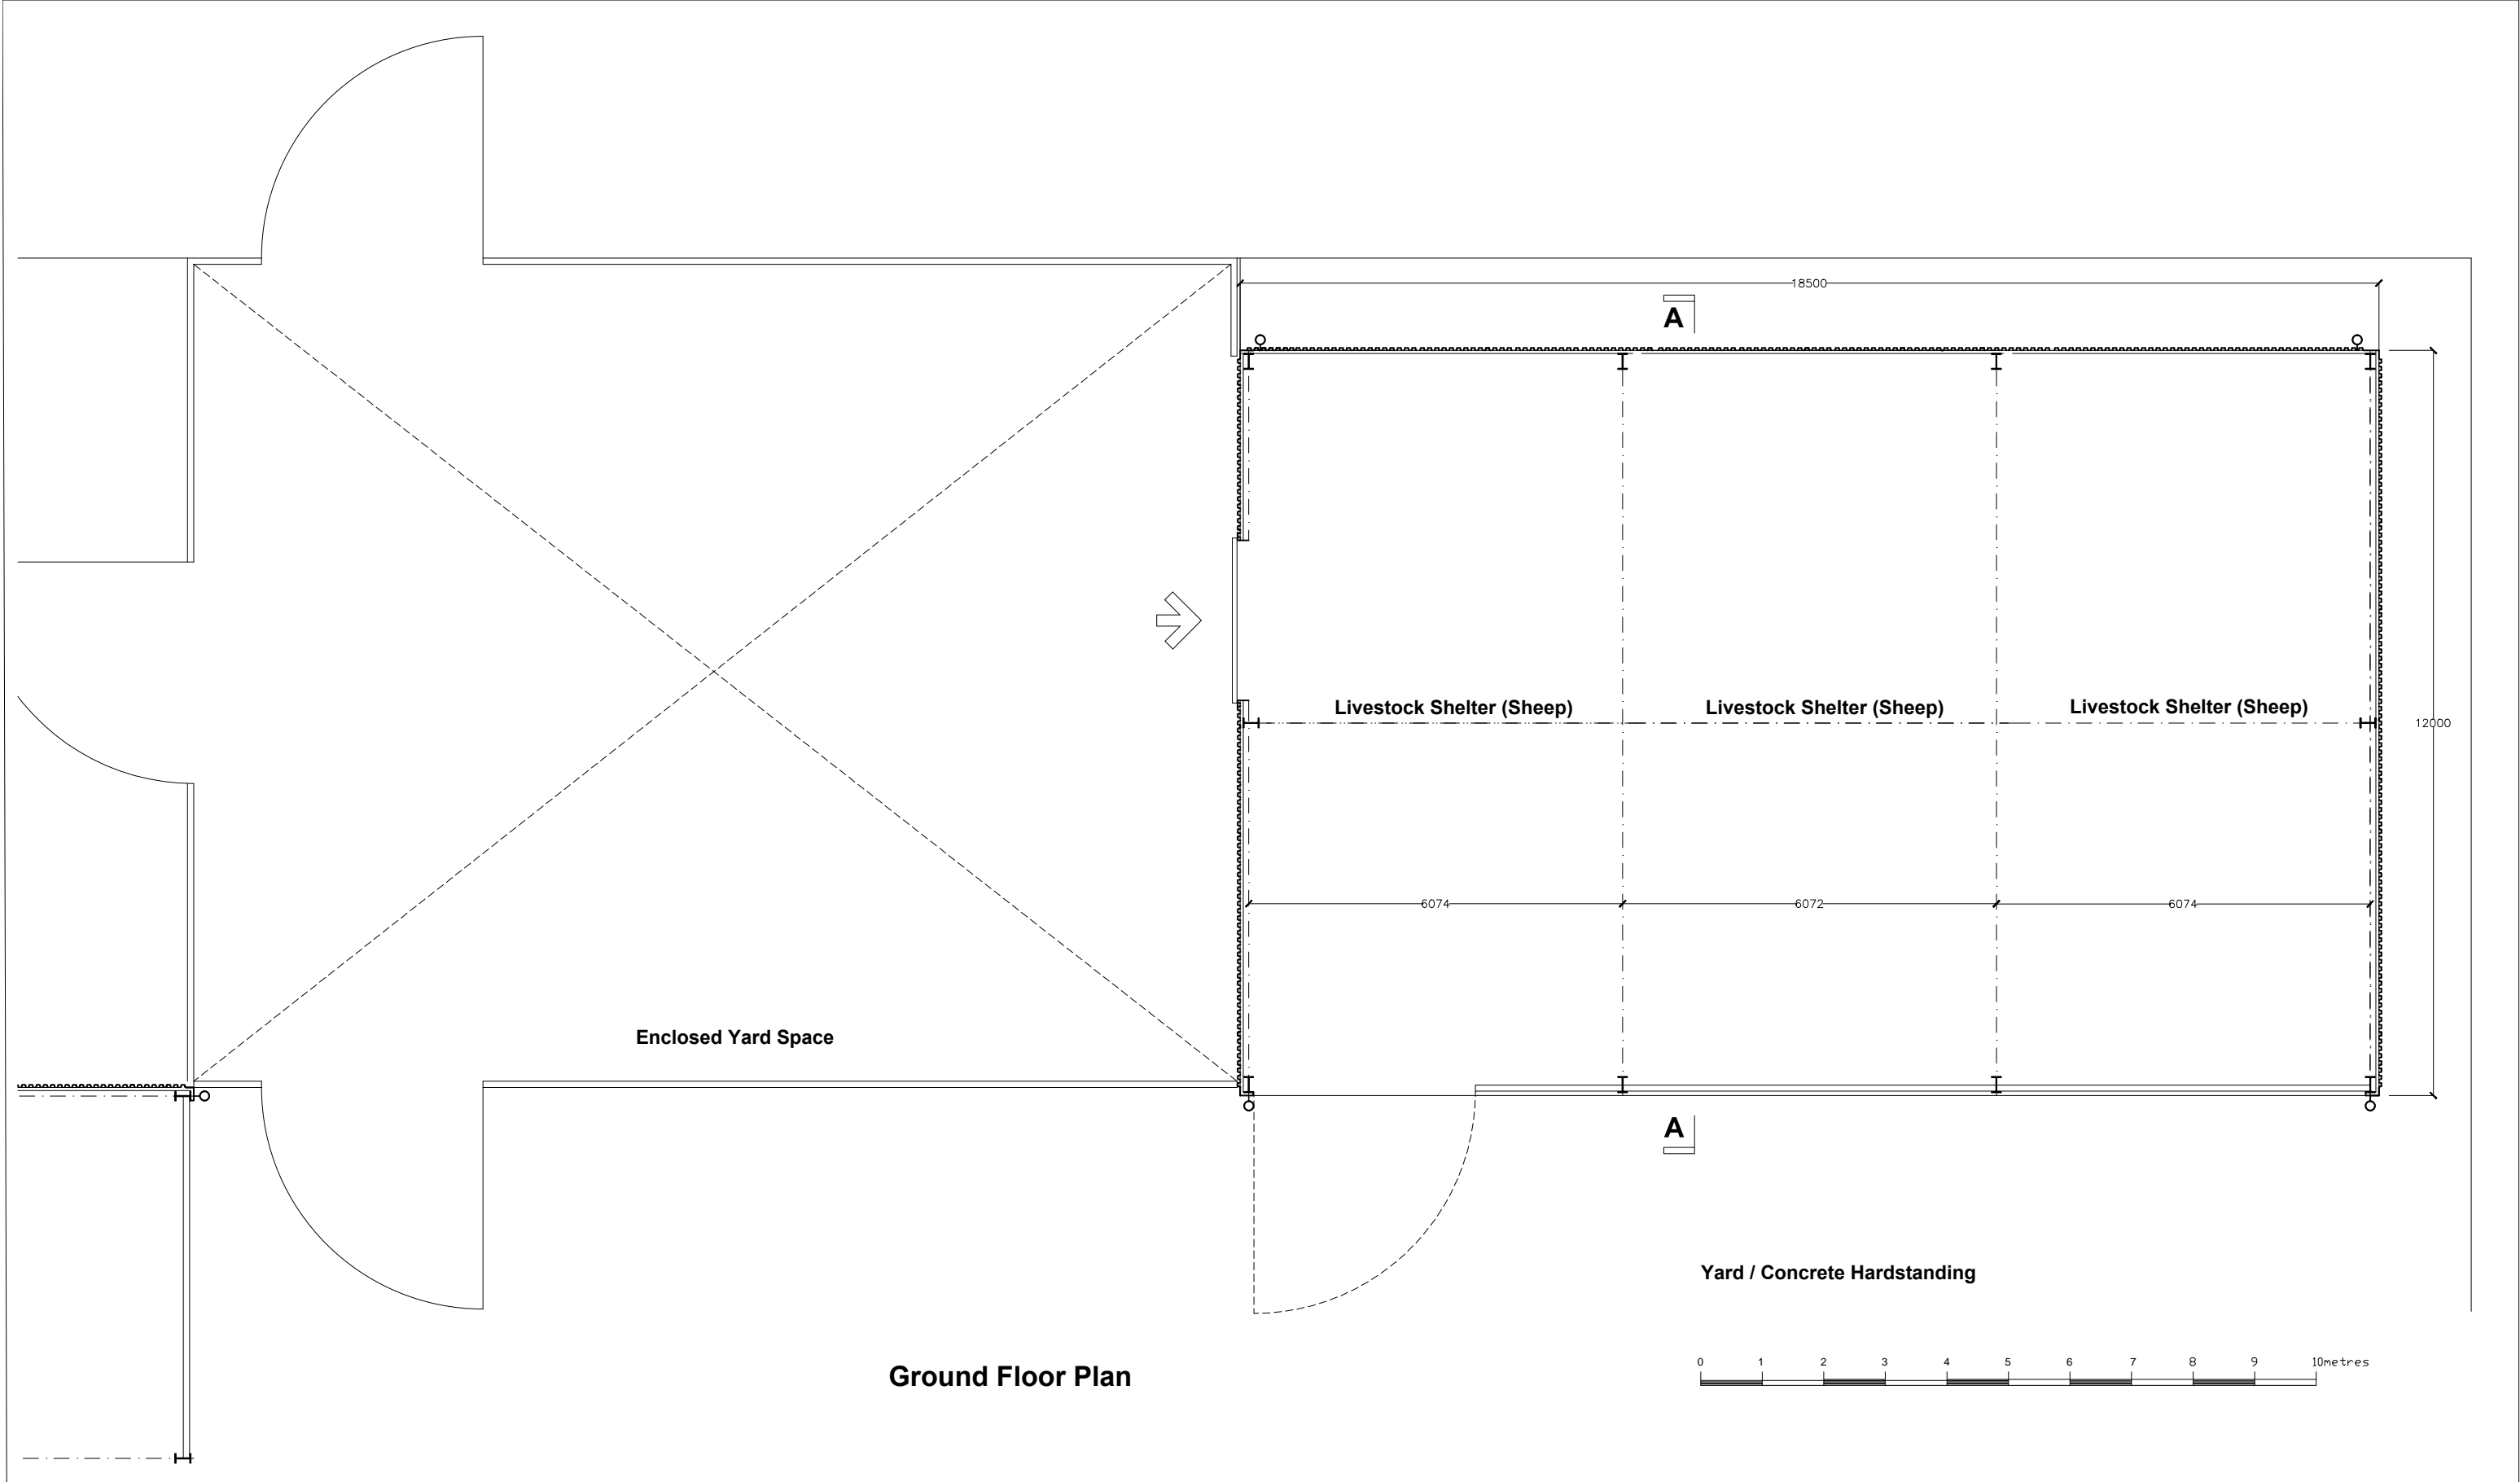 18500
A
Livestock Shelter (Sheep)
Livestock Shelter (Sheep)
Livestock Shelter (Sheep)
12000
6074
6072
6074
Enclosed Yard Space
A
Yard / Concrete Hardstanding
Ground Floor Plan
0 1 2 3 4 5 6 7 8 9 10metres